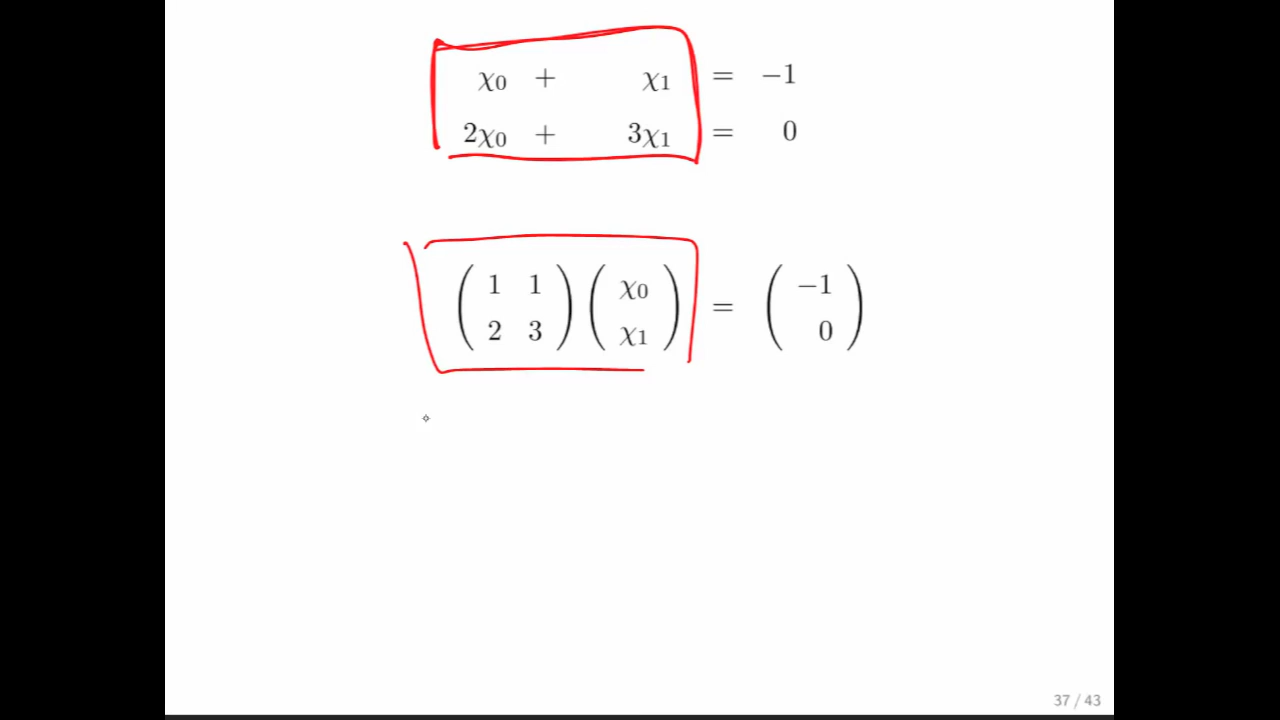 χ₀ + χ₁ = −1
2χ₀ + 3χ₁ = 0
( 1 1 ) ( χ₀ ) = ( −1 )
( 2 3 ) ( χ₁ ) ( 0 )
37 / 43